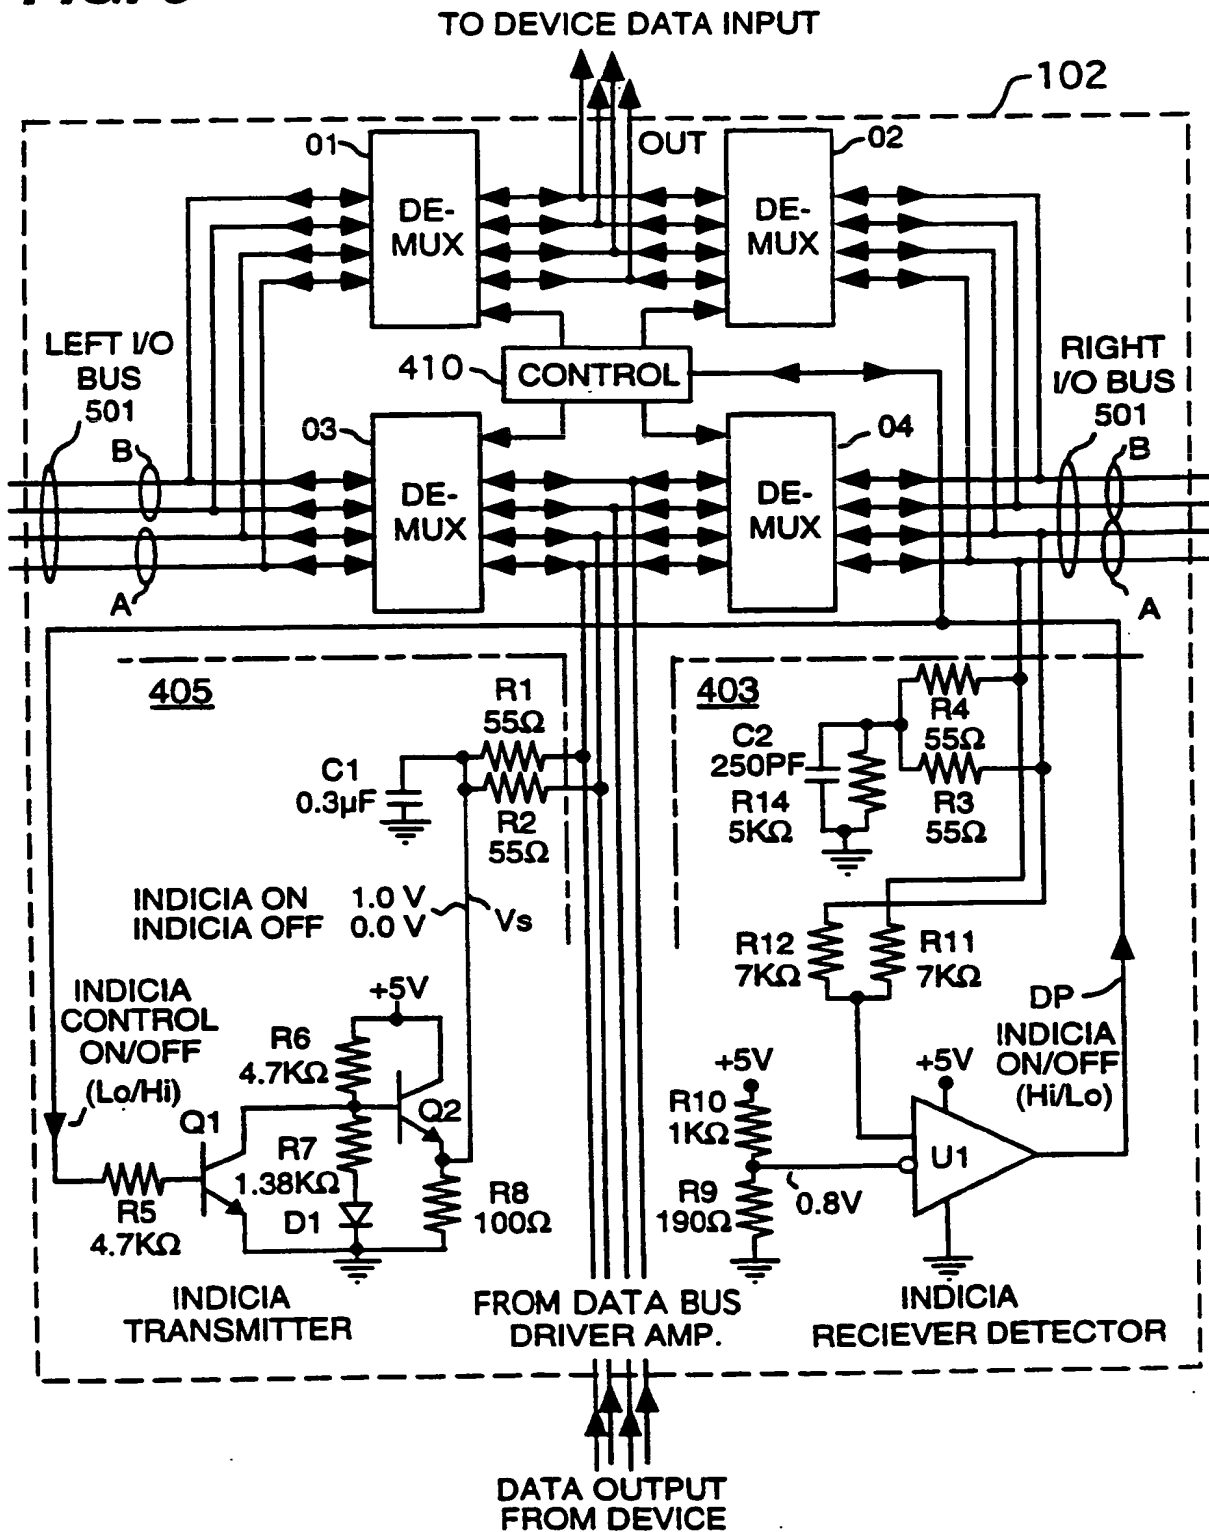 TO DEVICE DATA INPUT
102
01
OUT
02
DE-
MUX
DE-
MUX
LEFT I/O
BUS
501
410
CONTROL
RIGHT
I/O BUS
501
B
03
04
B
DE-
MUX
DE-
MUX
A
A
405
403
R1
55Ω
C1
0.3µF
R2
55Ω
R4
55Ω
C2
250PF
R14
5KΩ
R3
55Ω
INDICIA ON 1.0 V
INDICIA OFF 0.0 V
Vs
R12
7KΩ
R11
7KΩ
INDICIA
CONTROL
ON/OFF
(Lo/Hi)
+5V
R6
4.7KΩ
DP
INDICIA
ON/OFF
(Hi/Lo)
Q1
Q2
R7
1.38KΩ
+5V
+5V
R10
1KΩ
U1
R5
4.7KΩ
D1
R8
100Ω
R9
190Ω
0.8V
INDICIA
TRANSMITTER
FROM DATA BUS
DRIVER AMP.
INDICIA
RECIEVER DETECTOR
DATA OUTPUT
FROM DEVICE